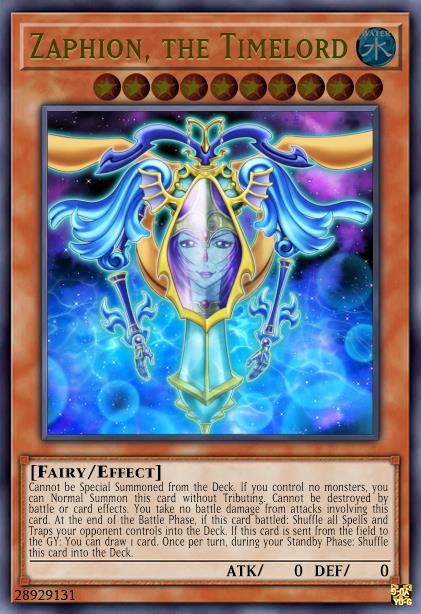 Zaphion, the Timelord
WATER
水
[Fairy/Effect]
Cannot be Special Summoned from the Deck. If you control no monsters, you
can Normal Summon this card without Tributing. Cannot be destroyed by
battle or card effects. You take no battle damage from attacks involving this
card. At the end of the Battle Phase, if this card battled: Shuffle all Spells and
Traps your opponent controls into the Deck. If this card is sent from the field to
the GY: You can draw 1 card. Once per turn, during your Standby Phase: Shuffle
this card into the Deck.
ATK/ 0 DEF/ 0
28929131